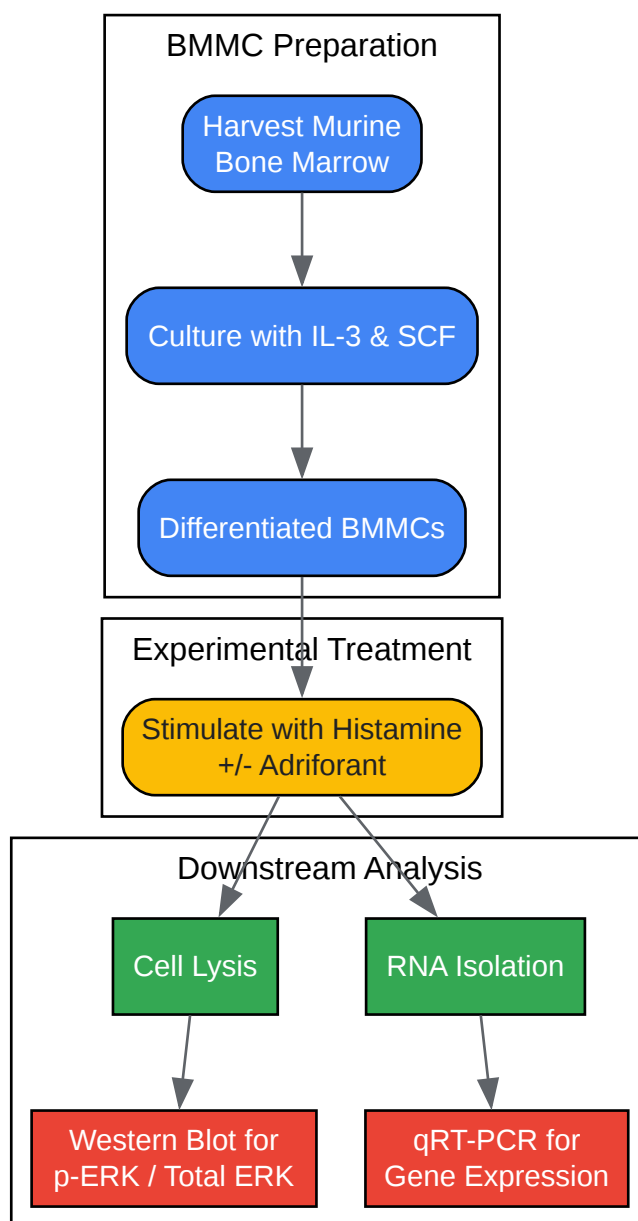 BMMC Preparation
Harvest Murine
Bone Marrow
Culture with IL-3 & SCF
Differentiated BMMCs
Experimental Treatment
Stimulate with Histamine
+/- Adriforant
Downstream Analysis
Cell Lysis
RNA Isolation
Western Blot for
p-ERK / Total ERK
qRT-PCR for
Gene Expression